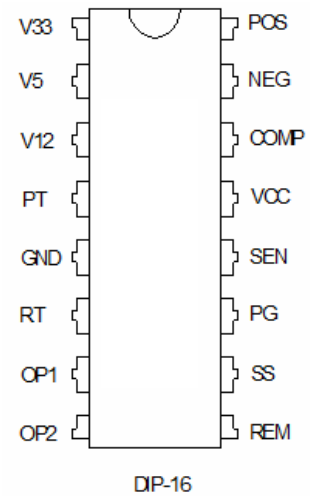 V33 POS
V5 NEG
V12 COMP
PT VCC
GND SEN
RT PG
OP1 SS
OP2 REM
DIP-16